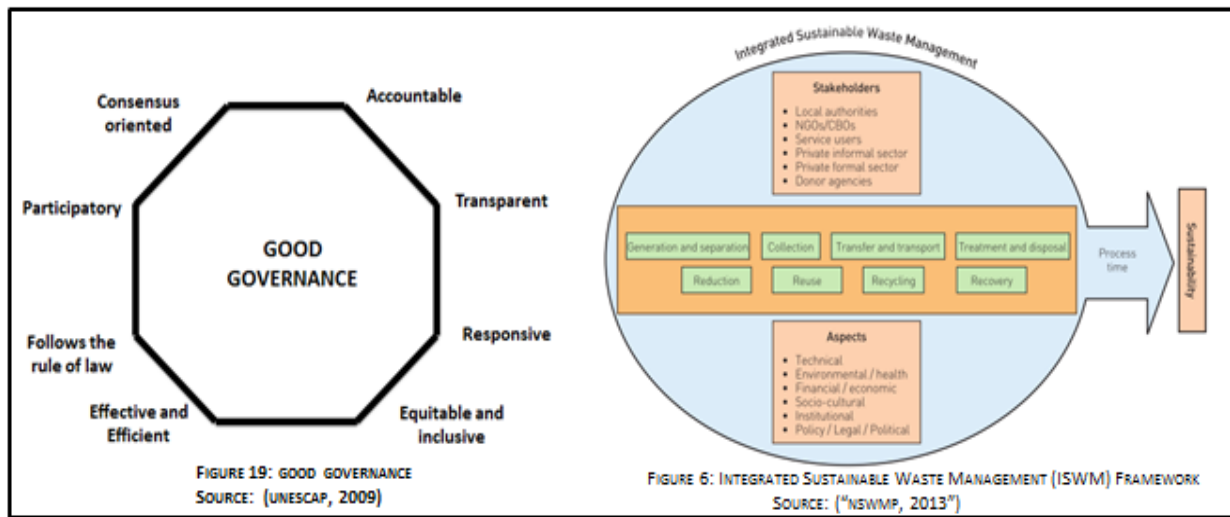 Consensus
oriented
Accountable
Participatory
Transparent
GOOD
GOVERNANCE
Follows the
rule of law
Responsive
Effective and
Efficient
Equitable and
inclusive
FIGURE 19: GOOD GOVERNANCE
SOURCE: (UNESCAP, 2009)
Integrated Sustainable Waste Management
Stakeholders
• Local authorities
• NGOs/CBOs
• Service users
• Private informal sector
• Private formal sector
• Donor agencies
Generation and separation
Collection
Transfer and transport
Treatment and disposal
Reduction
Reuse
Recycling
Recovery
Process
time
Sustainability
Aspects
• Technical
• Environmental / health
• Financial / economic
• Socio-cultural
• Institutional
• Policy / Legal / Political
FIGURE 6: INTEGRATED SUSTAINABLE WASTE MANAGEMENT (ISWM) FRAMEWORK
SOURCE: ("NSWMP, 2013")